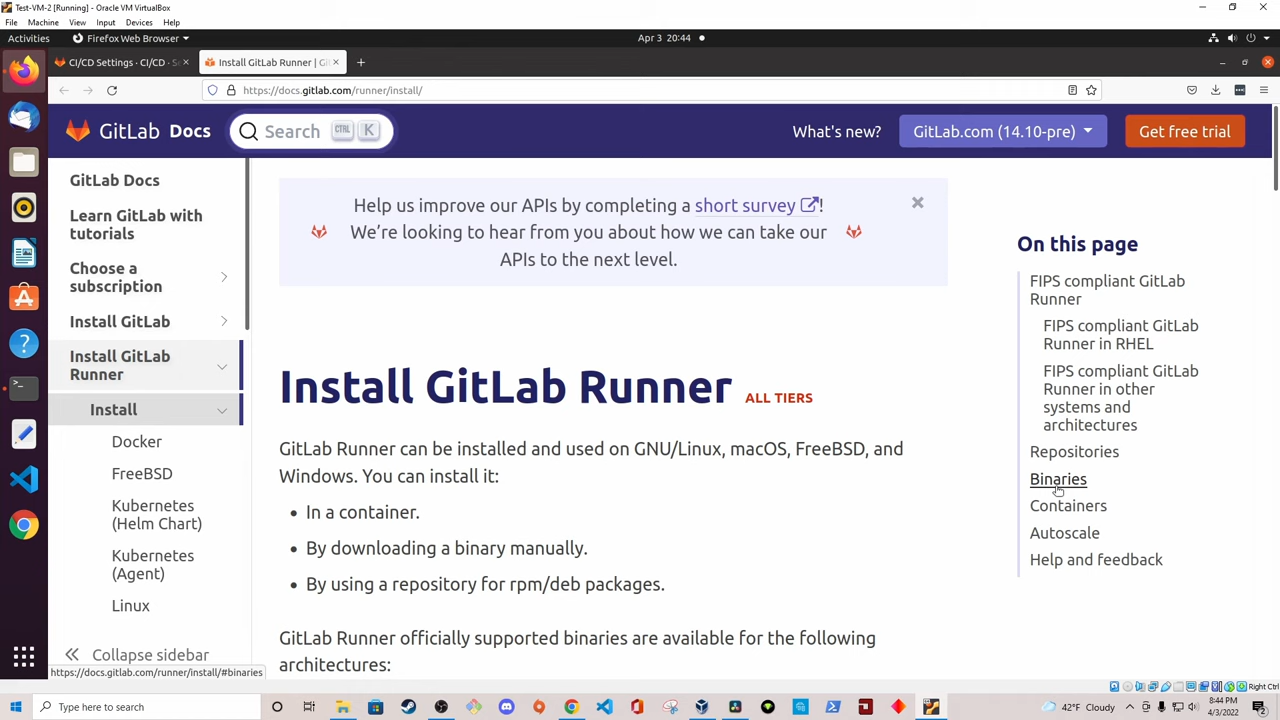 Test-VM-2 [Running] - Oracle VM VirtualBox
File Machine View Input Devices Help
Activities Firefox Web Browser Apr 3 20:44
CI/CD Settings · CI/CD · Se
Install GitLab Runner | Git
https://docs.gitlab.com/runner/install/
GitLab Docs
Search CTRL K
What's new?
GitLab.com (14.10-pre)
Get free trial
GitLab Docs
Learn GitLab with
tutorials
Choose a
subscription
Install GitLab
Install GitLab
Runner
Install
Docker
FreeBSD
Kubernetes
(Helm Chart)
Kubernetes
(Agent)
Linux
Collapse sidebar
https://docs.gitlab.com/runner/install/#binaries
Help us improve our APIs by completing a short survey!
We're looking to hear from you about how we can take our
APIs to the next level.
Install GitLab Runner ALL TIERS
GitLab Runner can be installed and used on GNU/Linux, macOS, FreeBSD, and
Windows. You can install it:
• In a container.
• By downloading a binary manually.
• By using a repository for rpm/deb packages.
GitLab Runner officially supported binaries are available for the following
architectures:
On this page
FIPS compliant GitLab
Runner
FIPS compliant GitLab
Runner in RHEL
FIPS compliant GitLab
Runner in other
systems and
architectures
Repositories
Binaries
Containers
Autoscale
Help and feedback
Right Ctrl
Type here to search
42°F Cloudy
8:44 PM
4/3/2022